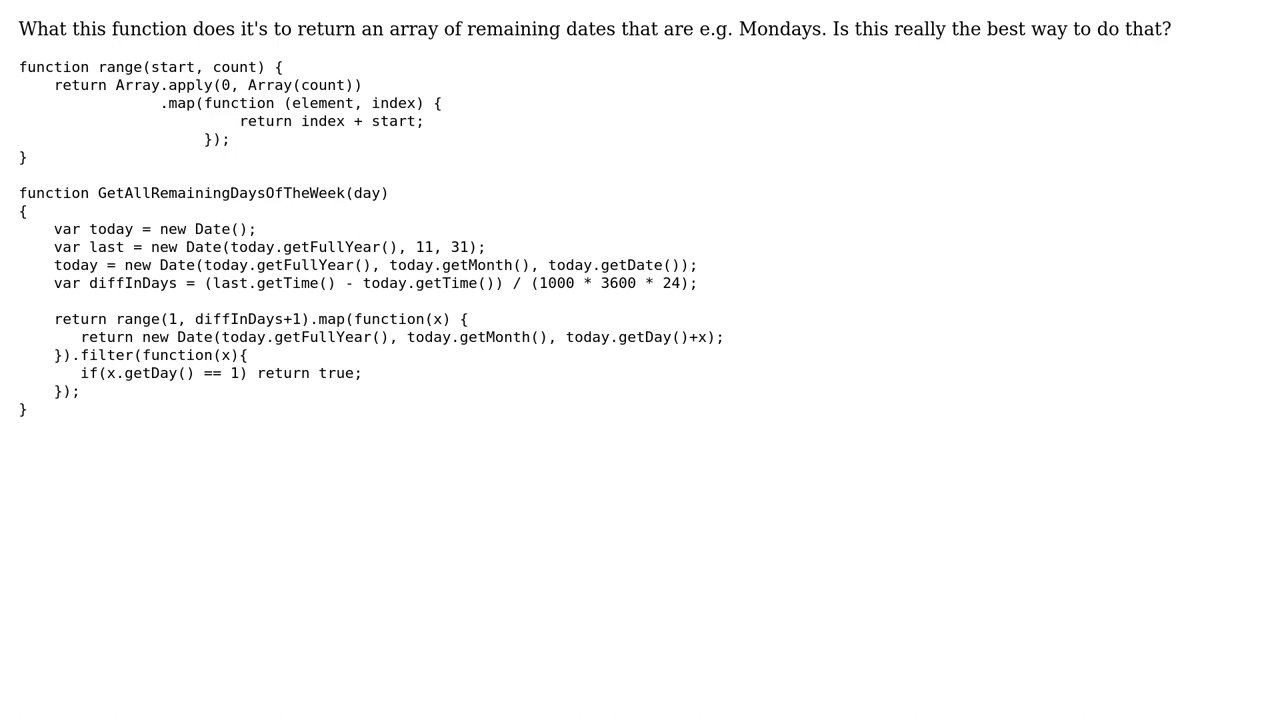 What this function does it's to return an array of remaining dates that are e.g. Mondays. Is this really the best way to do that?
function range(start, count) {
    return Array.apply(0, Array(count))
                .map(function (element, index) {
                         return index + start;
                     });
}

function GetAllRemainingDaysOfTheWeek(day)
{
    var today = new Date();
    var last = new Date(today.getFullYear(), 11, 31);
    today = new Date(today.getFullYear(), today.getMonth(), today.getDate());
    var diffInDays = (last.getTime() - today.getTime()) / (1000 * 3600 * 24);

    return range(1, diffInDays+1).map(function(x) {
       return new Date(today.getFullYear(), today.getMonth(), today.getDay()+x);
    }).filter(function(x){
       if(x.getDay() == 1) return true;
    });
}